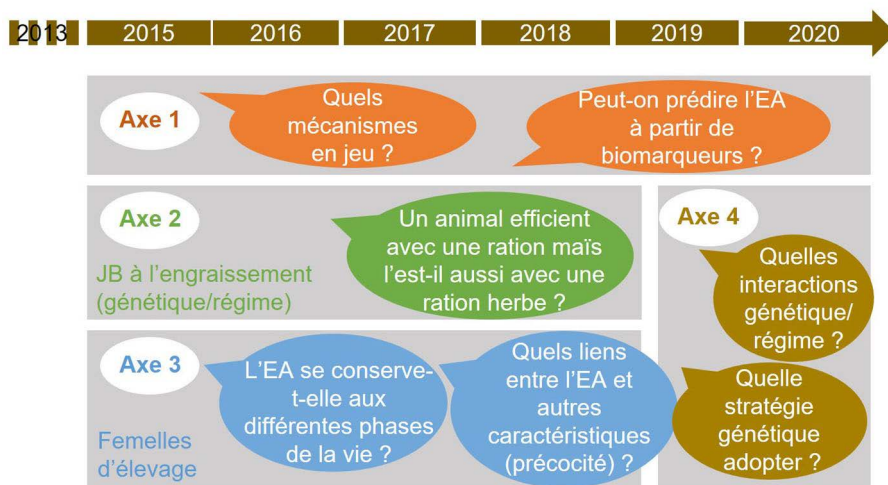 2013 2015 2016 2017 2018 2019 2020
Axe 1
Quels
mécanismes
en jeu ?
Peut-on prédire l'EA
à partir de
biomarqueurs ?
Axe 2
JB à l'engraissement
(génétique/régime)
Un animal efficient
avec une ration maïs
l'est-il aussi avec une
ration herbe ?
Axe 3
Femelles
d'élevage
L'EA se conserve-
t-elle aux
différentes phases
de la vie ?
Quels liens
entre l'EA et
autres
caractéristiques
(précocité) ?
Axe 4
Quelles
interactions
génétique/
régime ?
Quelle
stratégie
génétique
adopter ?